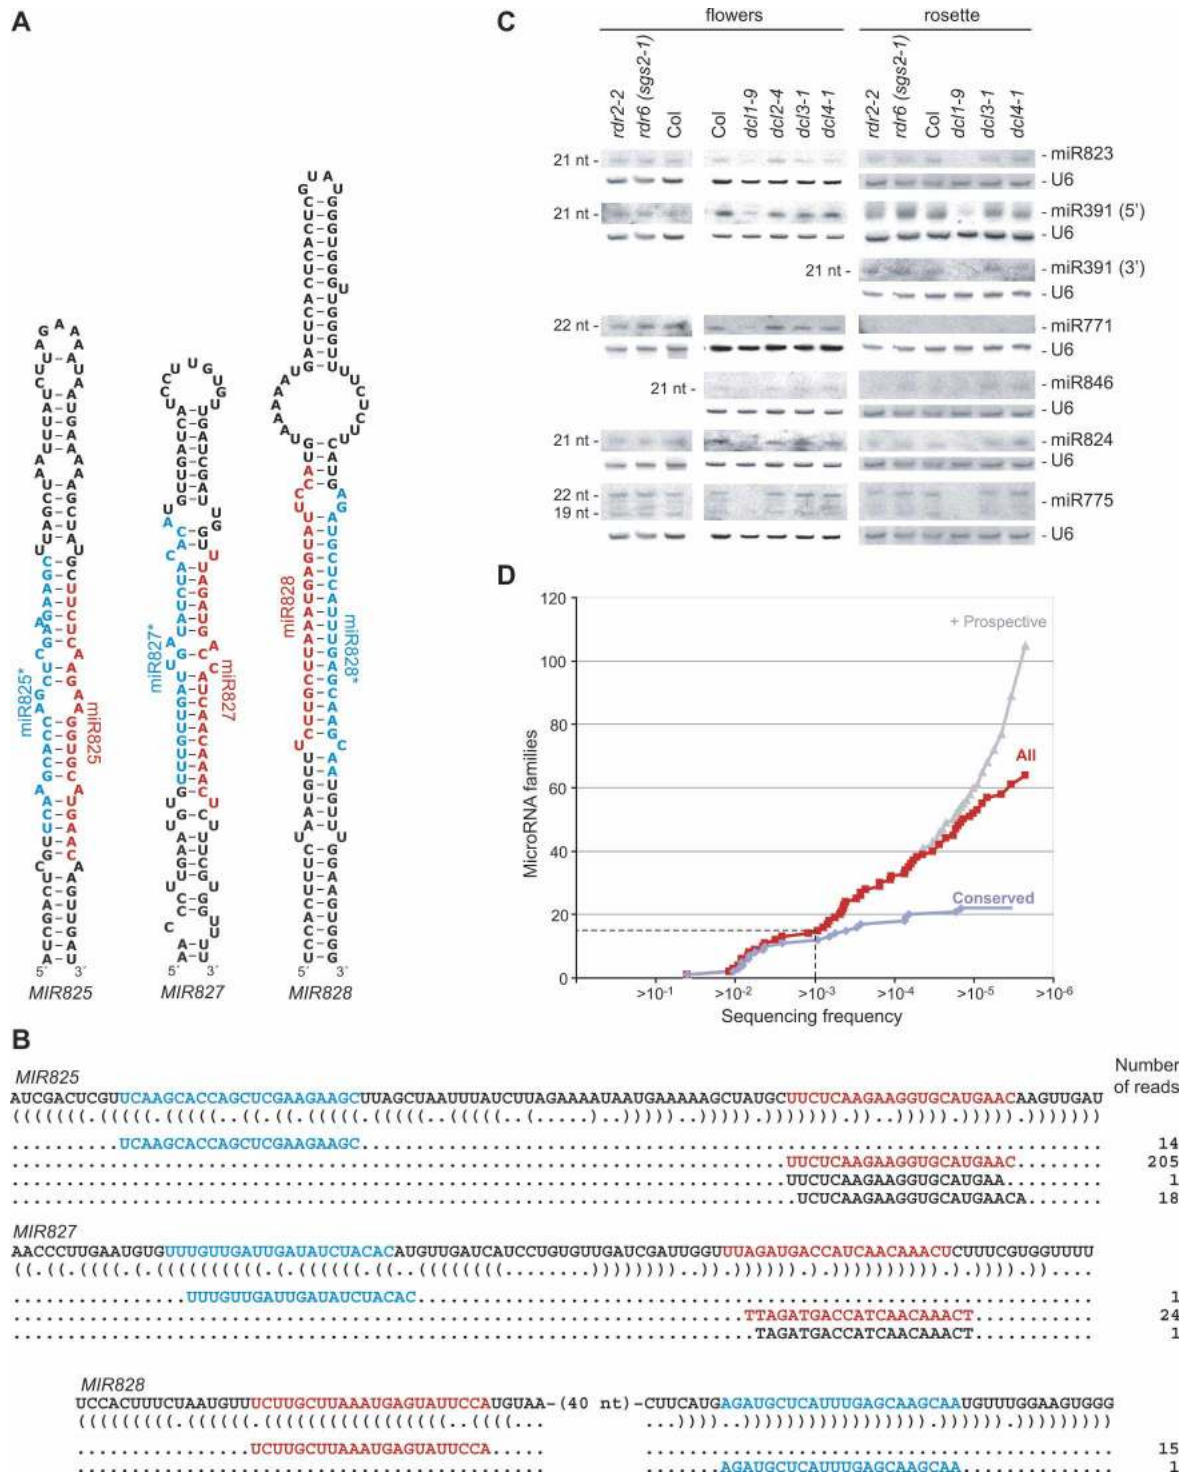 A
MIR825
MIR827
MIR828
miR825*
miR825
miR827*
miR827
miR828
miR828*
5´ 3´
5´ 3´
5´ 3´
C
flowers
rosette
rdr2-2
rdr6 (sgs2-1)
Col
Col
dcl1-9
dcl2-4
dcl3-1
dcl4-1
rdr2-2
rdr6 (sgs2-1)
Col
dcl1-9
dcl3-1
dcl4-1
21 nt - - miR823
- U6
21 nt - - miR391 (5')
- U6
21 nt - - miR391 (3')
- U6
22 nt - - miR771
- U6
21 nt - - miR846
- U6
21 nt - - miR824
- U6
22 nt - - miR775
19 nt -
- U6
D
MicroRNA families
120
100
80
60
40
20
0
+ Prospective
All
Conserved
>10-1 >10-2 >10-3 >10-4 >10-5 >10-6
Sequencing frequency
B
Number
of reads
MIR825
AUCGACUCGUUCAAGCACCAGCUCGAAGAAGCUUAGCUAAUUUAUCUUAGAAAAUAAUGAAAAAGCUAUGCUUCUCAAGAAGGUGCAUGAACAAGUUGAU
UCAAGCACCAGCUCGAAGAAGC 14
UUCUCAAGAAGGUGCAUGAAC 205
UUCUCAAGAAGGUGCAUGAA 1
UCUCAAGAAGGUGCAUGAACA 18
MIR827
AACCCUUGAAUGUGUUUGUUGAUUGAUAUCUACACAUGUUGAUCAUCCUGUGUUGAUCGAUUGGUUUAGAUGACCAUCAACAAACUCUUUCGUGGUUUU
UUUGUUGAUUGAUAUCUACAC 1
TTAGATGACCATCAACAAACT 24
TAGATGACCATCAACAAACT 1
MIR828
UCCACUUUCUAAUGUUUCUUGCUUAAAUGAGUAUUCCAUGUAA-(40 nt)-CUUCAUGAGAUGCUCAUUUGAGCAAGCAAUGUUUGGAAGUGGG
UCUUGCUUAAAUGAGUAUUCCA 15
AGAUGCUCAUUUGAGCAAGCAA 1